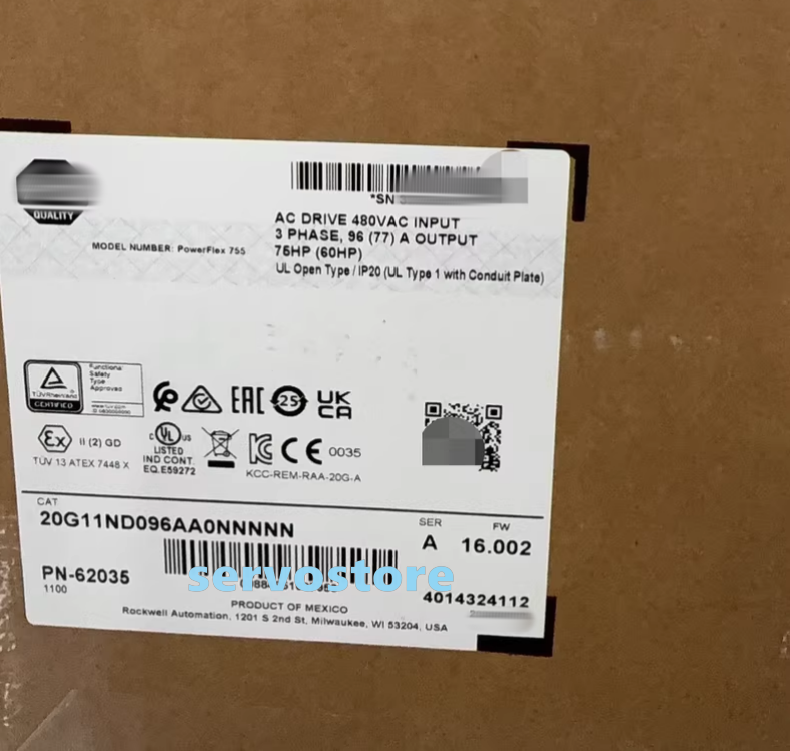 QUALITY
*SN
AC DRIVE 480VAC INPUT
3 PHASE, 96 (77) A OUTPUT
75HP (60HP)
UL Open Type / IP20 (UL Type 1 with Conduit Plate)
MODEL NUMBER: PowerFlex 755
TÜVRheinland
CERTIFIED
Functional
Safety
Type
Approved
EAC
25
UK
CA
Ex II (2) GD
TÜV 13 ATEX 7448 X
c UL US
LISTED
IND CONT.
EQ E59272
CE 0035
KCC-REM-RAA-20G-A
CAT
20G11ND096AA0NNNNN
SER
A
FW
16.002
PN-62035
1100
servostore
4014324112
PRODUCT OF MEXICO
Rockwell Automation, 1201 S 2nd St, Milwaukee, WI 53204, USA